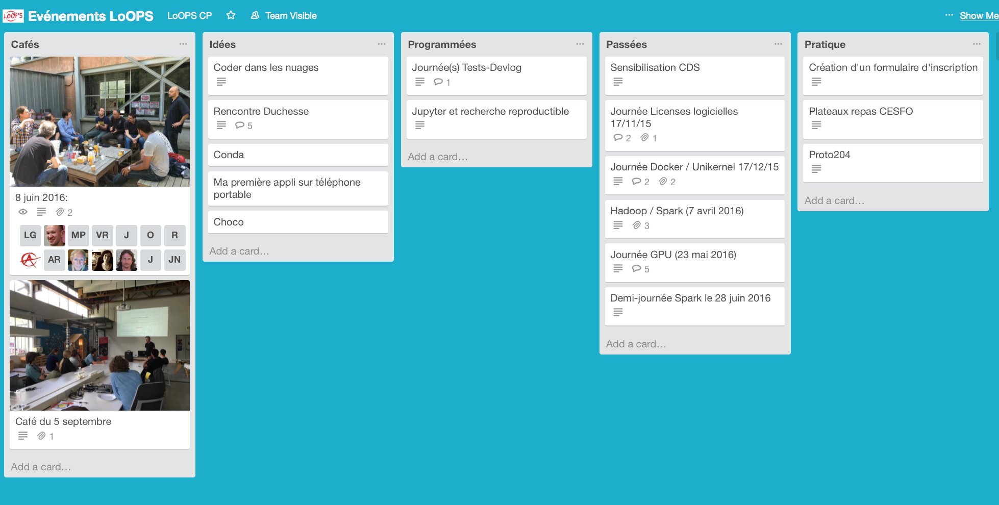 LoOPS
Evénements LoOPS
LoOPS CP
Team Visible
Show Me
Cafés
8 juin 2016:
2
LG
MP
VR
J
O
R
AR
J
JN
Café du 5 septembre
1
Add a card…
Idées
Coder dans les nuages
Rencontre Duchesse
5
Conda
Ma première appli sur téléphone
portable
Choco
Add a card…
Programmées
Journée(s) Tests-Devlog
1
Jupyter et recherche reproductible
Add a card…
Passées
Sensibilisation CDS
Journée Licenses logicielles
17/11/15
2 1
Journée Docker / Unikernel 17/12/15
2 2
Hadoop / Spark (7 avril 2016)
3
Journée GPU (23 mai 2016)
5
Demi-journée Spark le 28 juin 2016
Add a card…
Pratique
Création d'un formulaire d'inscription
Plateaux repas CESFO
Proto204
Add a card…